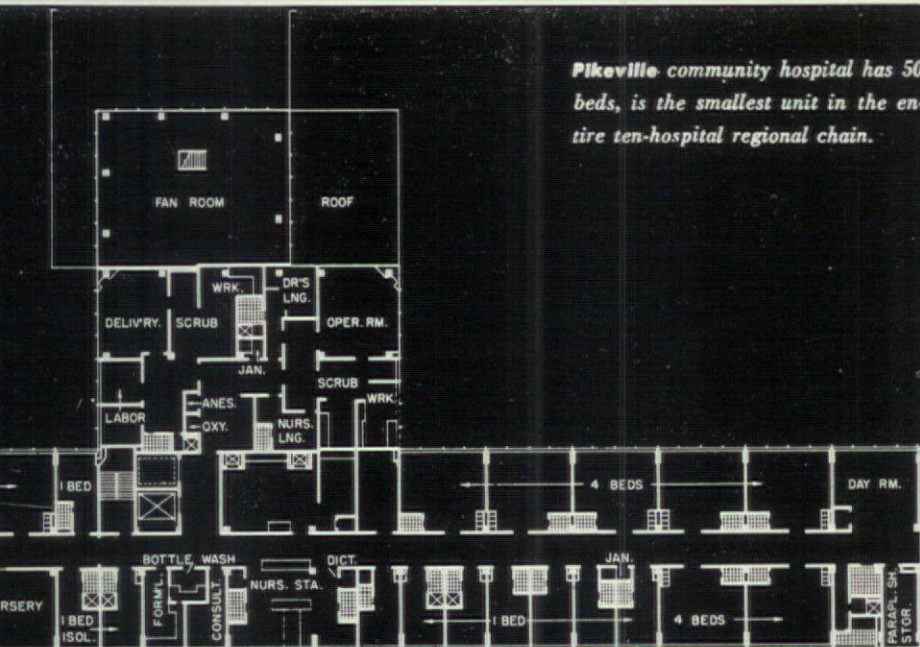 Pikeville community hospital has 50
beds, is the smallest unit in the en-
tire ten-hospital regional chain.
FAN ROOM
ROOF
WRK.
DR'S
LNG.
DELIV'RY.
SCRUB
OPER. RM.
JAN.
SCRUB
WRK.
ANES.
LABOR
OXY.
NURS.
LNG.
1 BED
4 BEDS
DAY RM.
BOTTLE WASH
DICT.
JAN.
NURS. STA.
RSERY
FORM'L.
CONSULT.
1 BED
ISOL.
1 BED
4 BEDS
PARAPL. SH.
STOR.